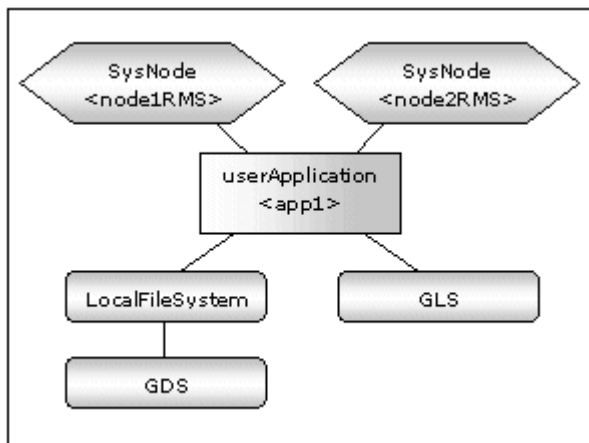 SysNode
<node1RMS>
SysNode
<node2RMS>
userApplication
<app1>
LocalFileSystem
GLS
GDS